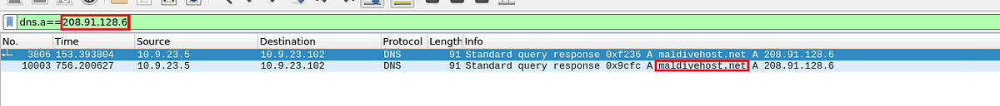 dns.a==208.91.128.6
No. Time Source Destination Protocol Length Info
3806 153.393804 10.9.23.5 10.9.23.102 DNS 91 Standard query response 0xf236 A maldivehost.net A 208.91.128.6
10003 756.200627 10.9.23.5 10.9.23.102 DNS 91 Standard query response 0x9cfc A maldivehost.net A 208.91.128.6